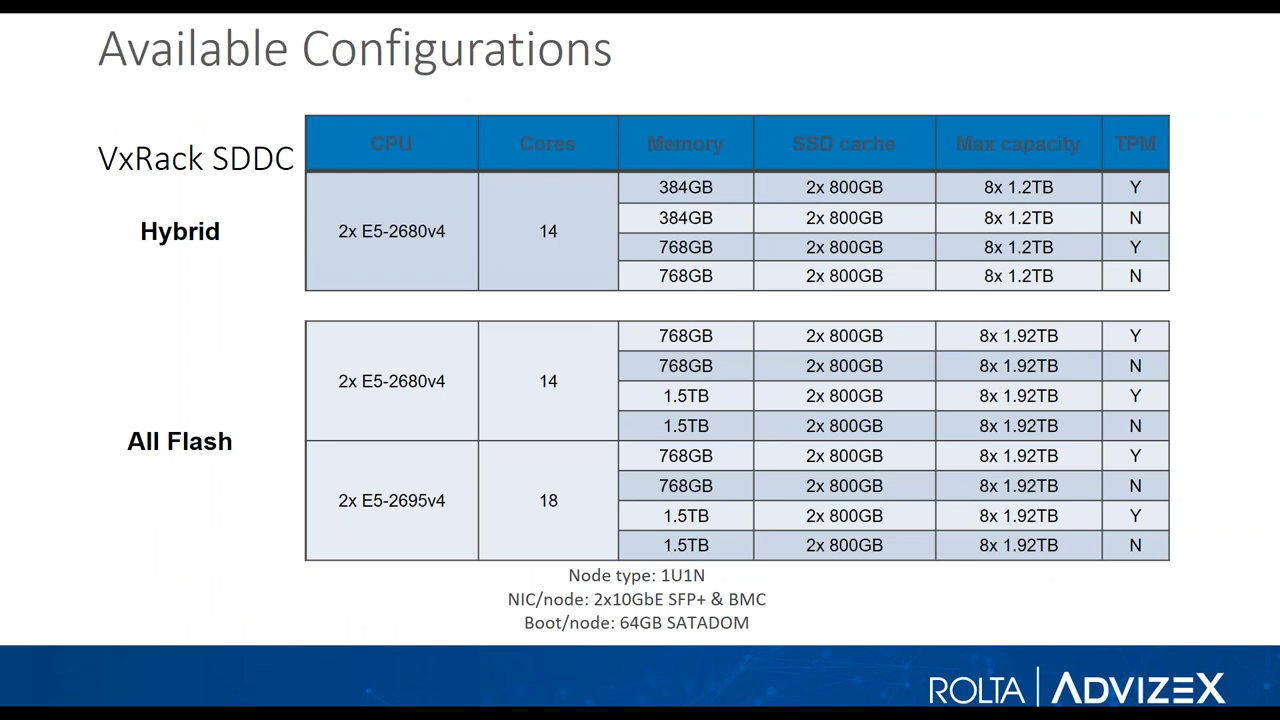 Available Configurations
VxRack SDDC
CPU Cores Memory SSD cache Max capacity TPM
Hybrid
2x E5-2680v4 14
384GB 2x 800GB 8x 1.2TB Y
384GB 2x 800GB 8x 1.2TB N
768GB 2x 800GB 8x 1.2TB Y
768GB 2x 800GB 8x 1.2TB N
All Flash
2x E5-2680v4 14
768GB 2x 800GB 8x 1.92TB Y
768GB 2x 800GB 8x 1.92TB N
1.5TB 2x 800GB 8x 1.92TB Y
1.5TB 2x 800GB 8x 1.92TB N
2x E5-2695v4 18
768GB 2x 800GB 8x 1.92TB Y
768GB 2x 800GB 8x 1.92TB N
1.5TB 2x 800GB 8x 1.92TB Y
1.5TB 2x 800GB 8x 1.92TB N
Node type: 1U1N
NIC/node: 2x10GbE SFP+ & BMC
Boot/node: 64GB SATADOM
ROLTA | ADVIZEX